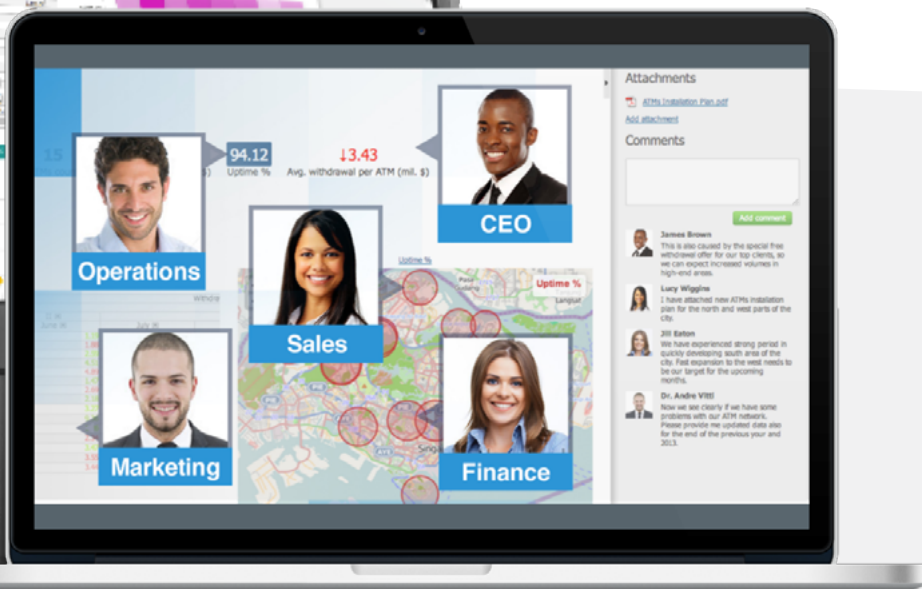 15
94.12
Uptime %
↓3.43
Avg. withdrawal per ATM (mil. $)
Operations
CEO
Sales
Marketing
Finance
Uptime %
Uptime %
July
Attachments
ATMs Installation Plan.pdf
Add attachment
Comments
Add comment
James Brown
This is also caused by the special free
withdrawal offer for our top clients, so
we can expect increased volumes in
high-end areas.
Lucy Wiggins
I have attached new ATMs installation
plan for the north and west parts of the
city.
Jill Eaton
We have experienced strong period in
quickly developing south area of the
city. Fast expansion to the west needs to
be our target for the upcoming
months.
Dr. Andre Vitti
Now we see clearly if we have some
problems with our ATM network.
Please provide me updated data also
for the end of the previous year and
2013.